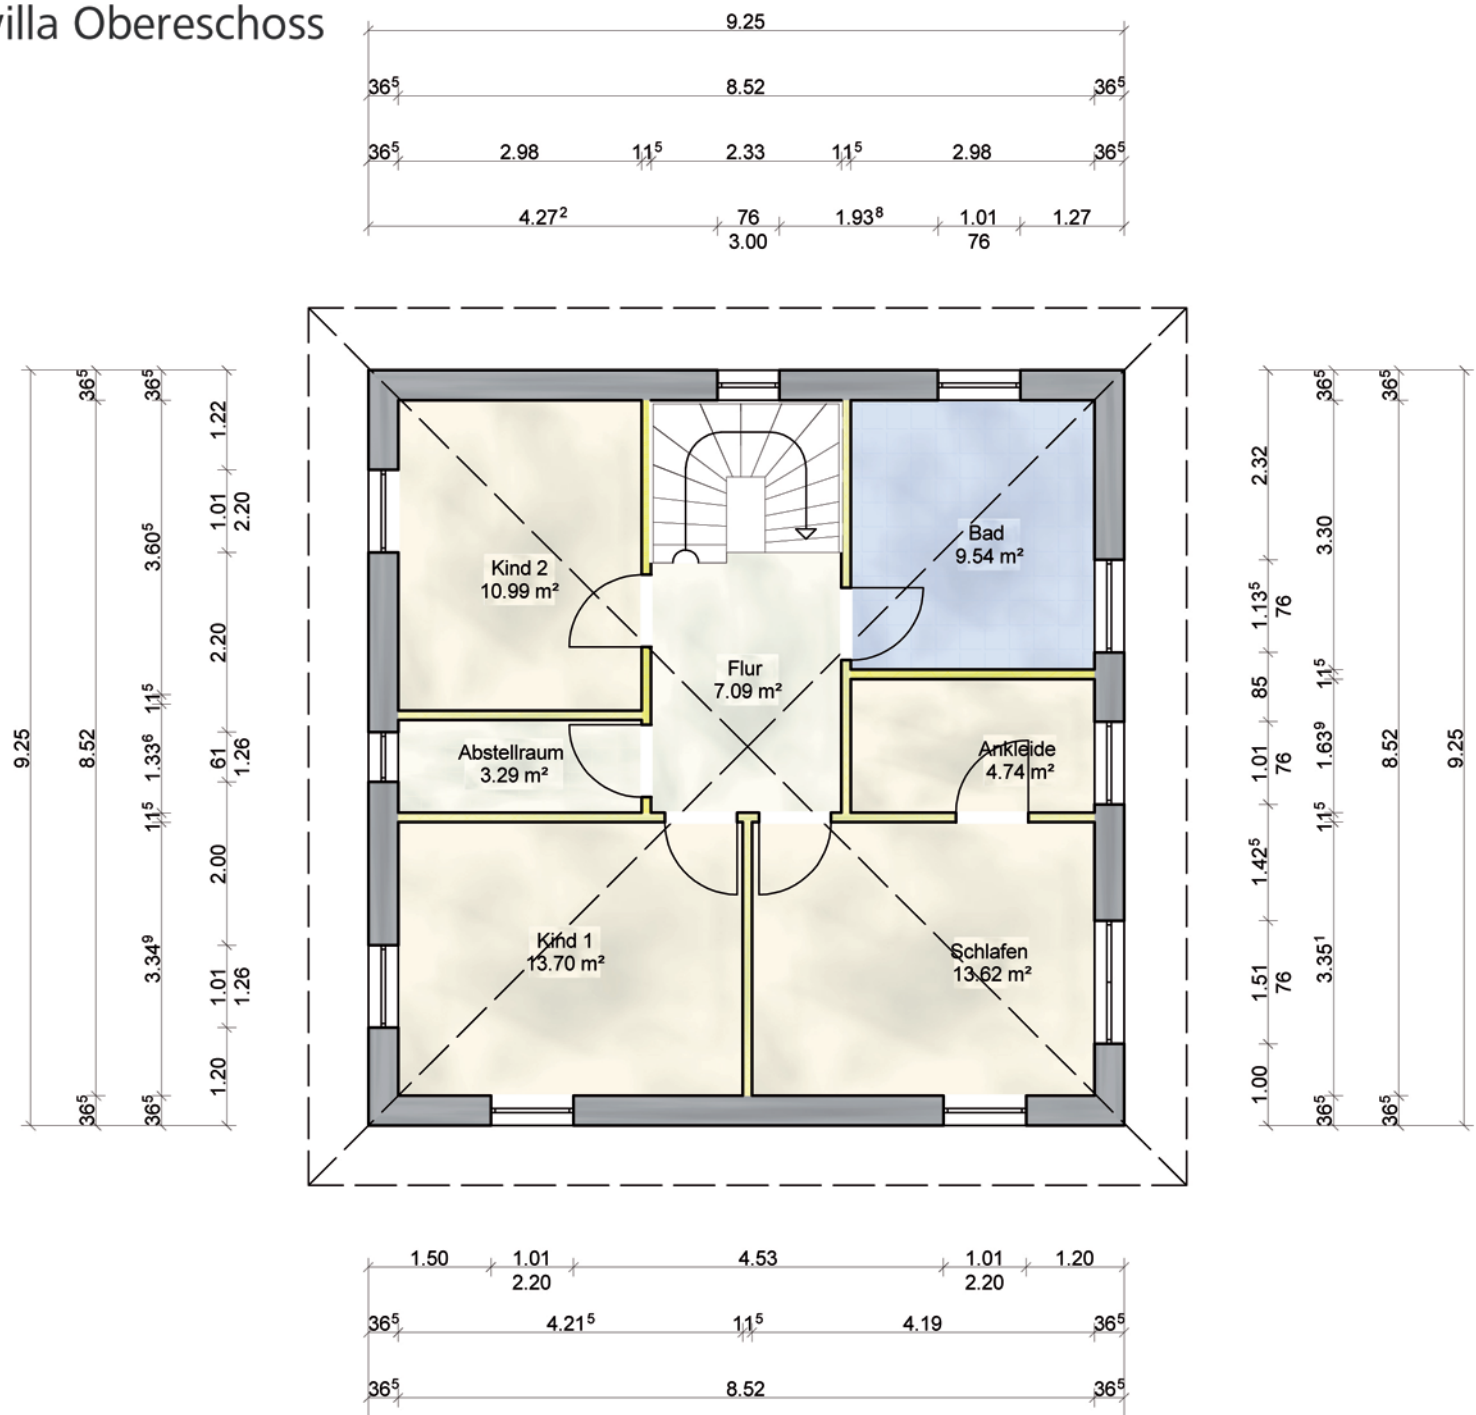 villa Obereschoss
9.25
36⁵ 8.52 36⁵
36⁵ 2.98 11⁵ 2.33 11⁵ 2.98 36⁵
4.27² 76 1.93⁸ 1.01 1.27
3.00 76
9.25
36⁵ 8.52 36⁵
36⁵ 3.60⁵ 11⁵ 1.33⁶ 11⁵ 3.34⁹ 36⁵
1.22 1.01 2.20 61 2.00 1.01 1.20
2.20 1.26 1.26
Kind 2
10.99 m²
Bad
9.54 m²
Flur
7.09 m²
Abstellraum
3.29 m²
Ankleide
4.74 m²
Kind 1
13.70 m²
Schlafen
13.62 m²
2.32 1.13⁵ 85 1.01 1.42⁵ 1.51 1.00
76 76 76
36⁵ 3.30 11⁵ 1.63⁹ 11⁵ 3.35¹ 36⁵
36⁵ 8.52 36⁵
9.25
1.50 1.01 4.53 1.01 1.20
2.20 2.20
36⁵ 4.21⁵ 11⁵ 4.19 36⁵
36⁵ 8.52 36⁵